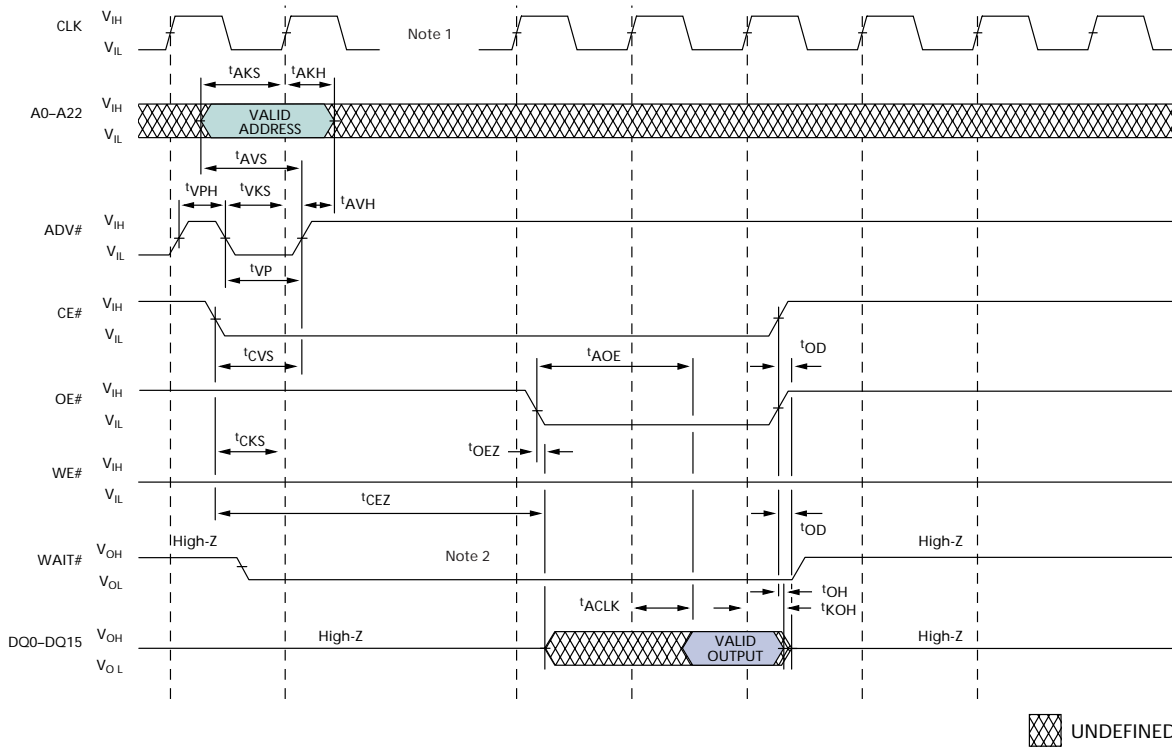 CLK VIH
VIL
Note 1
tAKS tAKH
A0–A22 VIH
VIL
VALID
ADDRESS
tAVS
tVPH tVKS
tAVH
ADV# VIH
VIL
tVP
CE# VIH
VIL
tCVS tAOE tOD
OE# VIH
VIL
tCKS tOEZ
WE# VIH
VIL
tCEZ
tOD
WAIT# VOH
VOL
High-Z Note 2 High-Z
tOH
tACLK tKOH
DQ0–DQ15 VOH
VO L
High-Z VALID High-Z
OUTPUT
UNDEFINED